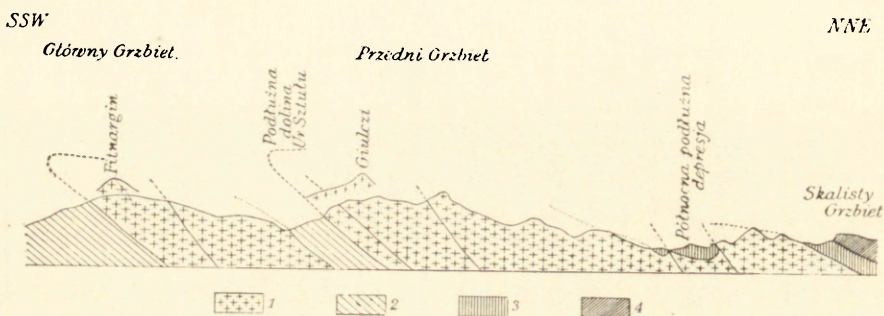 SSW
NNE
Główny Grzbiet.
Przedni Grzbiet
Fitnargin
Podłużna
dolina
Ur Sztułu
Giulczi
Północna podłużna
depresja
Skalisty
Grzbiet
1 2 3 4